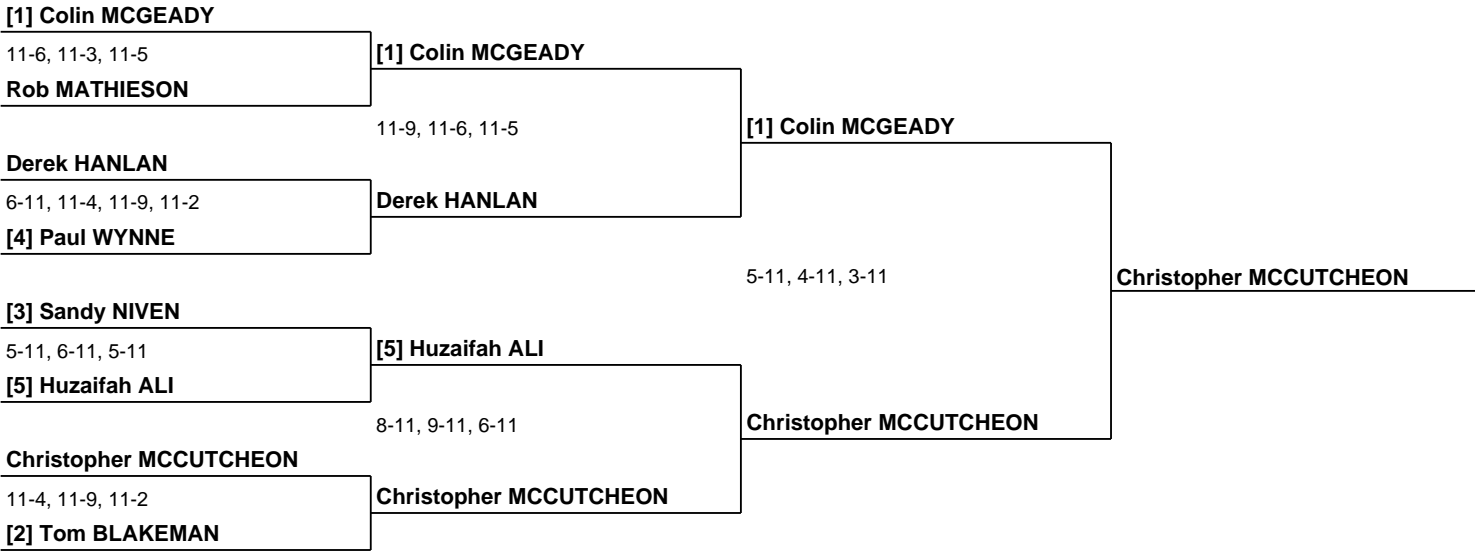 [1] Colin MCGEADY
11-6, 11-3, 11-5
Rob MATHIESON
Derek HANLAN
6-11, 11-4, 11-9, 11-2
[4] Paul WYNNE
[3] Sandy NIVEN
5-11, 6-11, 5-11
[5] Huzaifah ALI
Christopher MCCUTCHEON
11-4, 11-9, 11-2
[2] Tom BLAKEMAN
[1] Colin MCGEADY
11-9, 11-6, 11-5
Derek HANLAN
[5] Huzaifah ALI
8-11, 9-11, 6-11
Christopher MCCUTCHEON
[1] Colin MCGEADY
5-11, 4-11, 3-11
Christopher MCCUTCHEON
Christopher MCCUTCHEON